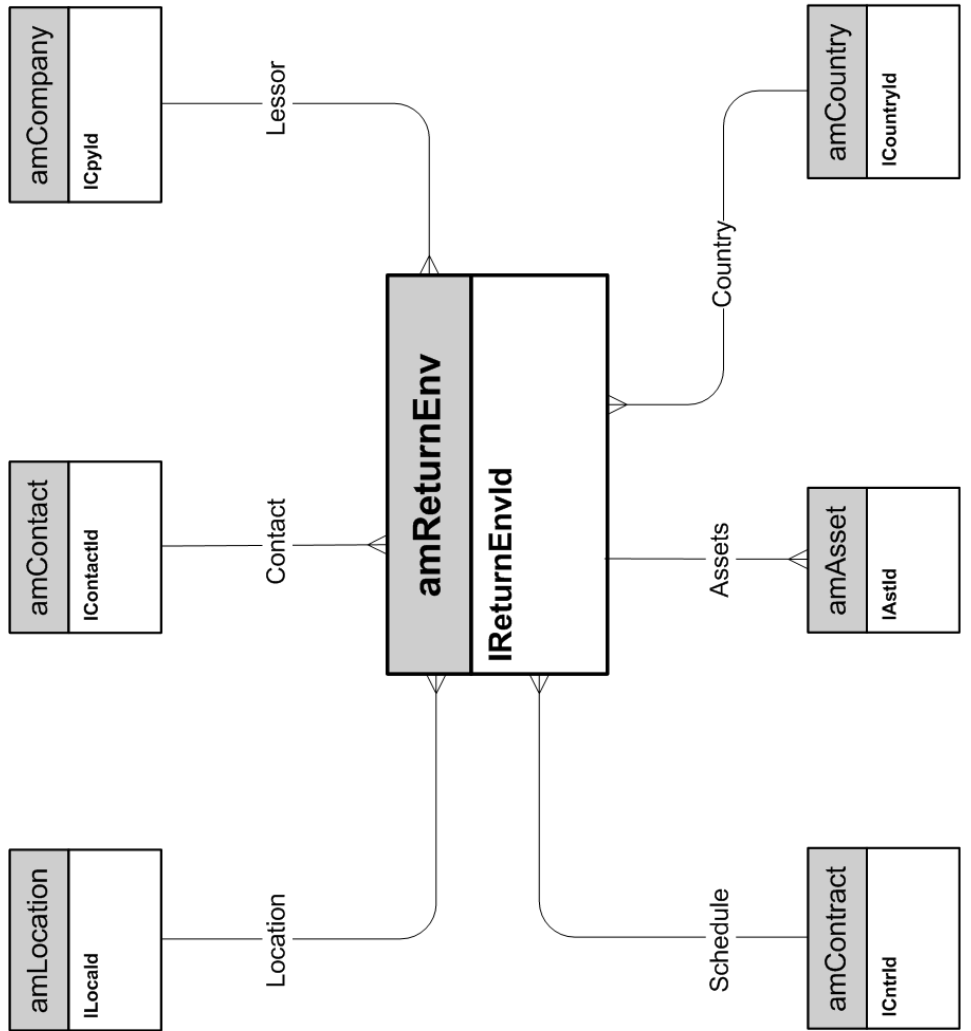 amLocation
lLocaId
amContact
lContactId
amCompany
lCpyId
Location
Contact
Lessor
amReturnEnv
lReturnEnvId
Schedule
Assets
Country
amContract
lCntrId
amAsset
lAstId
amCountry
lCountryId